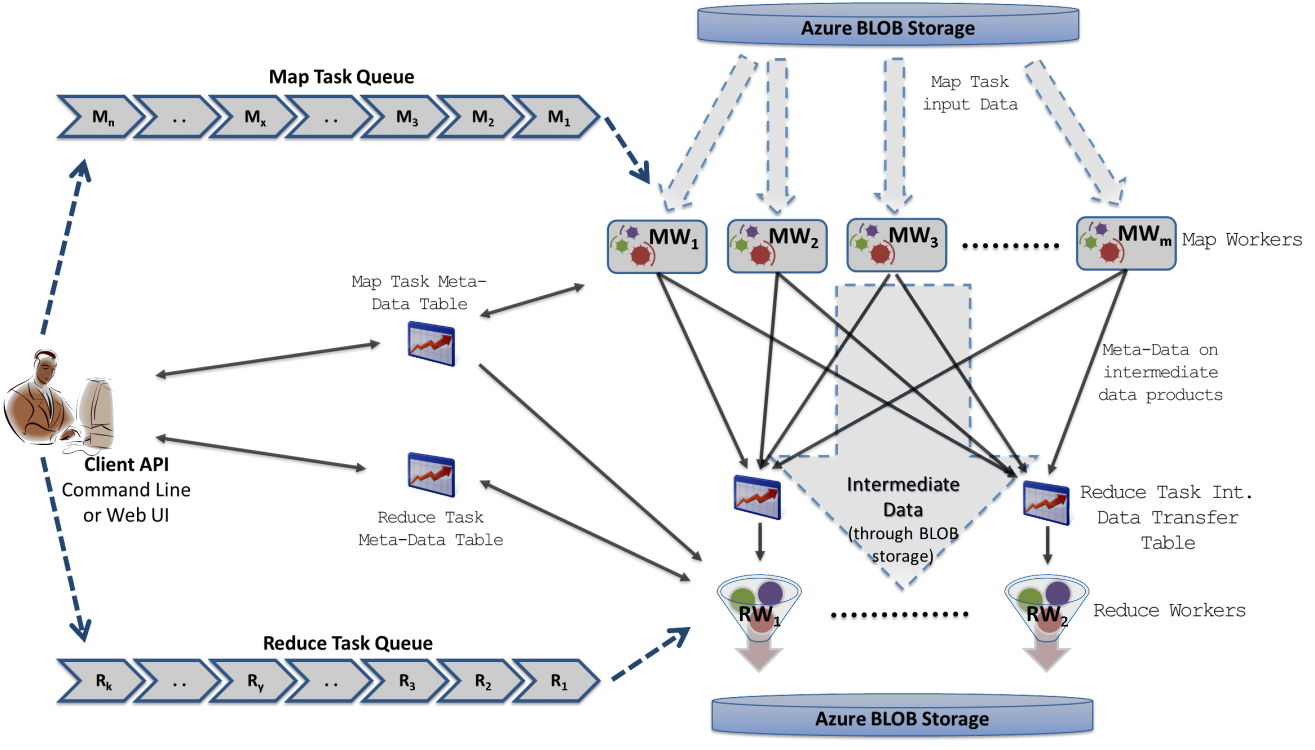 Azure BLOB Storage
Map Task Queue
Map Task
input Data
Mn
. .
Mx
. .
M3
M2
M1
MW1
MW2
MW3
MWm
Map Workers
Map Task Meta-
Data Table
Meta-Data on
intermediate
data products
Client API
Command Line
or Web UI
Reduce Task
Meta-Data Table
Intermediate
Data
(through BLOB
storage)
Reduce Task Int.
Data Transfer
Table
RW1
RW2
Reduce Workers
Reduce Task Queue
Rk
. .
Ry
. .
R3
R2
R1
Azure BLOB Storage